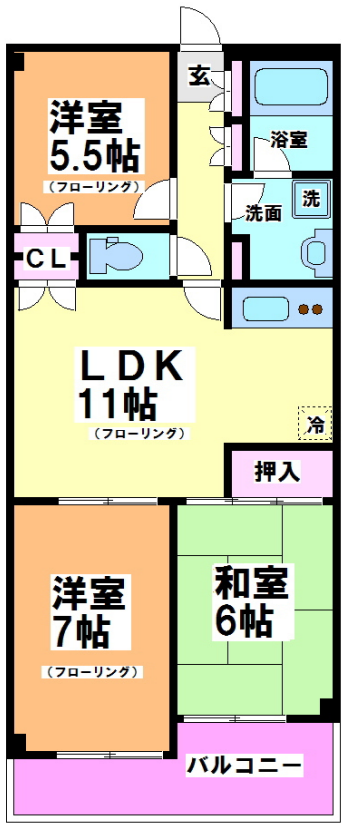 玄
洋室
5.5帖
（フローリング）
浴室
洗面
洗
CL
LDK
11帖
（フローリング）
冷
押入
洋室
7帖
（フローリング）
和室
6帖
バルコニー